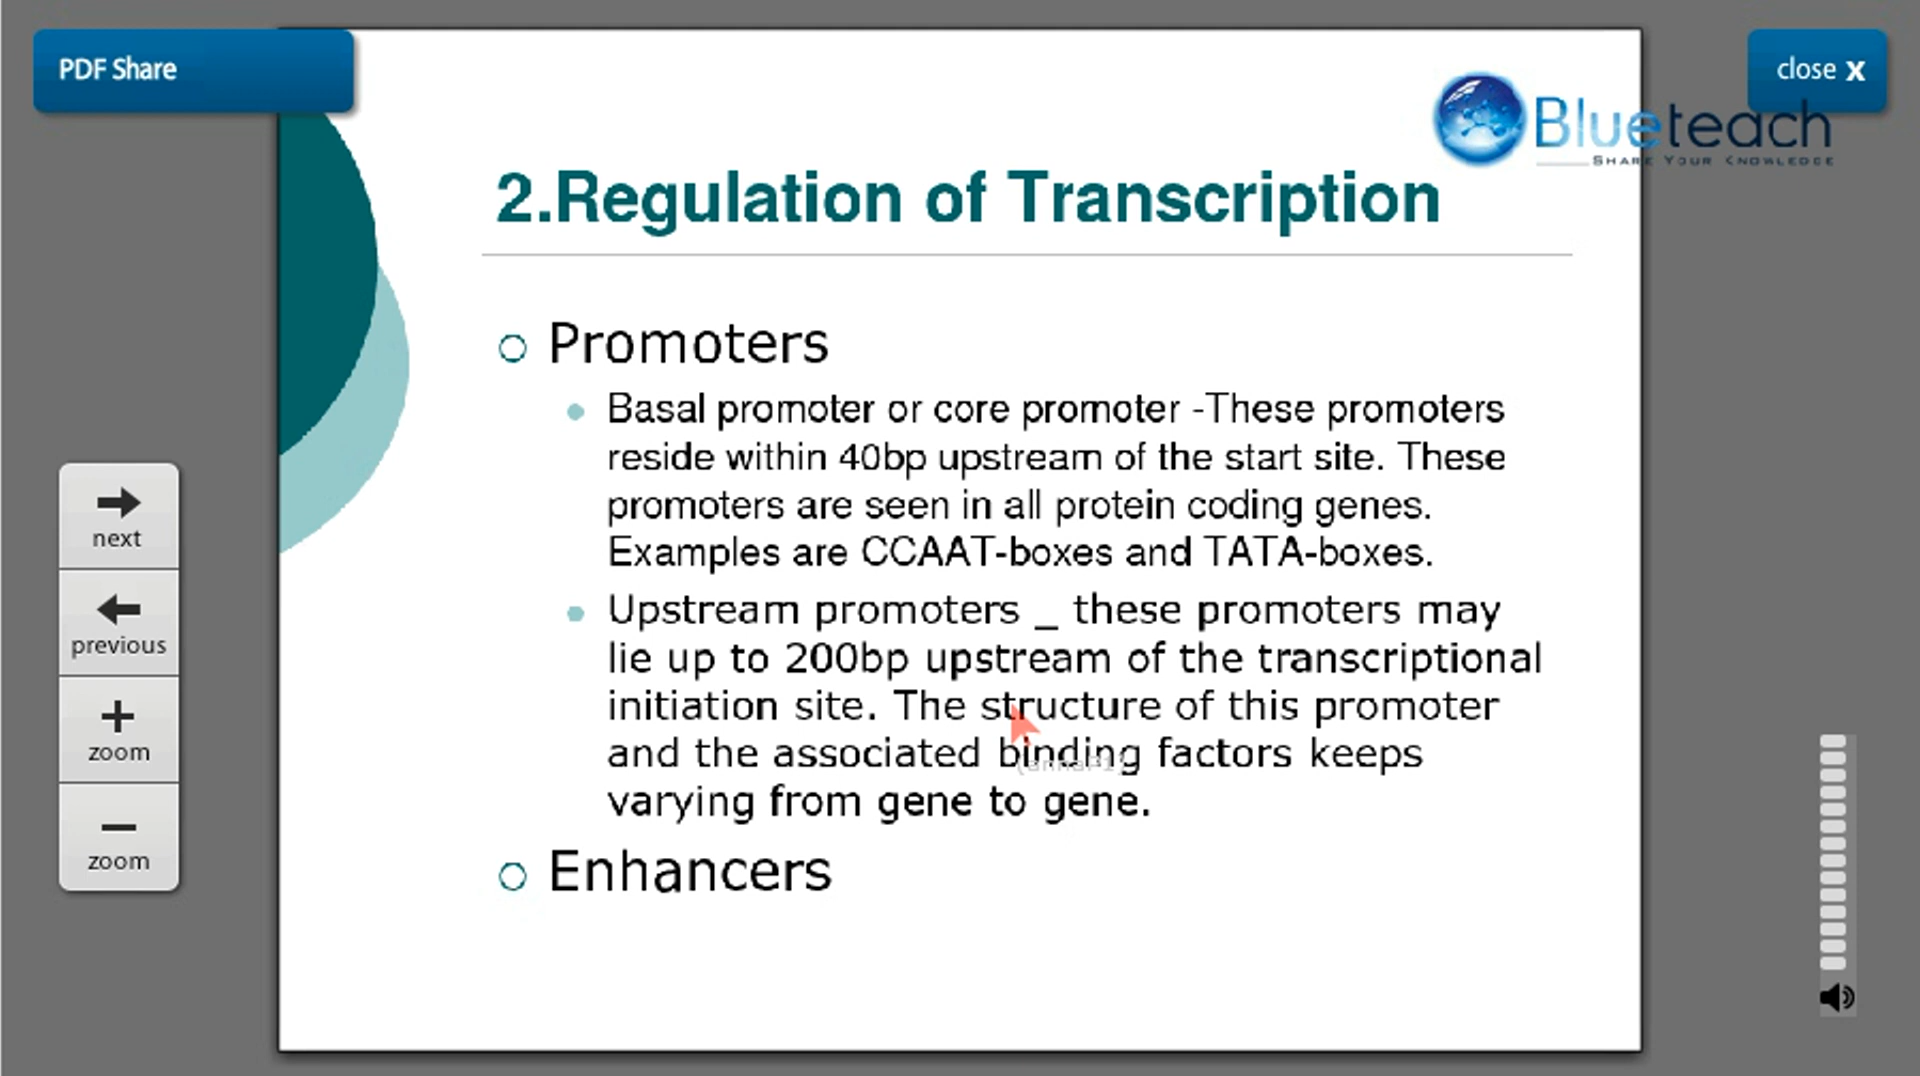 PDF Share
close X
Blueteach
SHARE YOUR KNOWLEDGE
2.Regulation of Transcription
Promoters
Basal promoter or core promoter -These promoters
reside within 40bp upstream of the start site. These
promoters are seen in all protein coding genes.
Examples are CCAAT-boxes and TATA-boxes.
Upstream promoters _ these promoters may
lie up to 200bp upstream of the transcriptional
initiation site. The structure of this promoter
and the associated binding factors keeps
varying from gene to gene.
Enhancers
next
previous
+
zoom
−
zoom